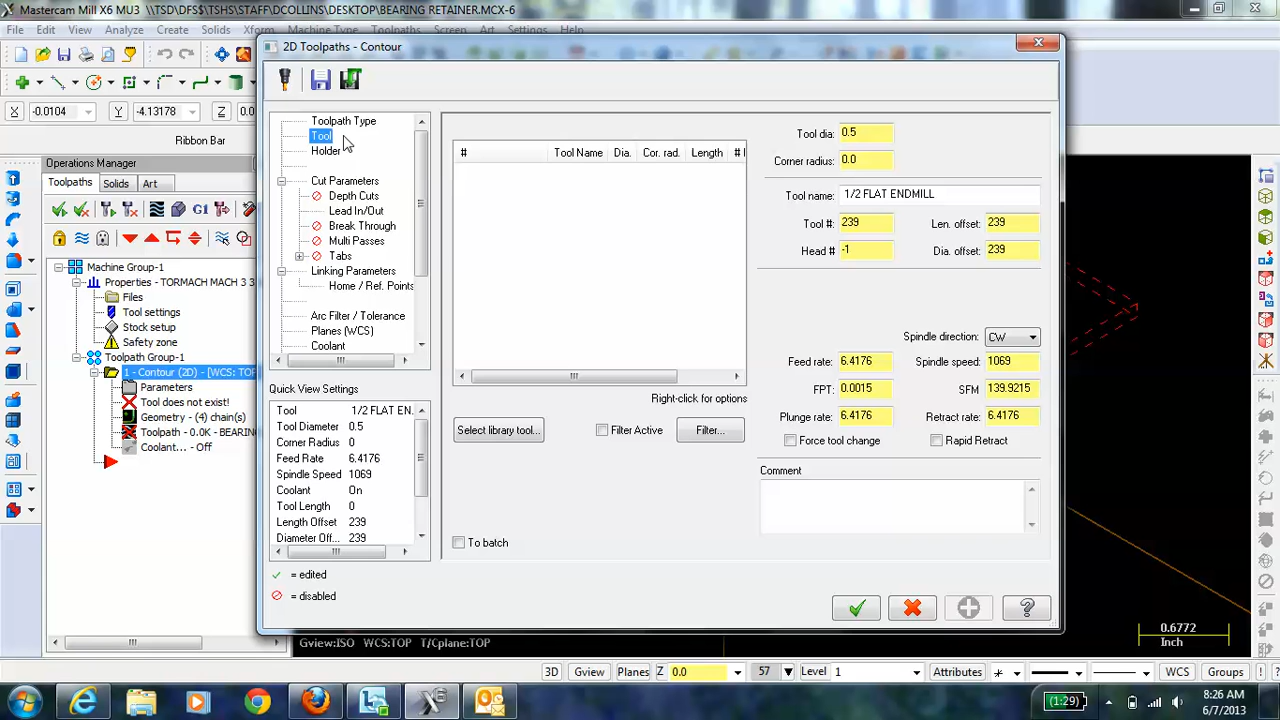 Mastercam Mill X6 MU3 \\TSD\DFS$\TSHS\STAFF\DCOLLINS\DESKTOP\BEARING RETAINER.MCX-6
File Edit View Analyze Create Solids Xform Machine Type Toolpaths Screen Art Settings Help
2D Toolpaths - Contour
X -0.0104 Y -4.13178 Z 0.0
Ribbon Bar
Operations Manager
Toolpaths Solids Art
G1
Machine Group-1
Properties - TORMACH MACH 3 3
Files
Tool settings
Stock setup
Safety zone
Toolpath Group-1
1 - Contour (2D) - [WCS: TOP
Parameters
Tool does not exist!
Geometry - (4) chain(s)
Toolpath - 0.0K - BEARING
Coolant... - Off
Toolpath Type
Tool
Holder
Cut Parameters
Depth Cuts
Lead In/Out
Break Through
Multi Passes
Tabs
Linking Parameters
Home / Ref. Points
Arc Filter / Tolerance
Planes (WCS)
Coolant
Quick View Settings
Tool 1/2 FLAT EN...
Tool Diameter 0.5
Corner Radius 0
Feed Rate 6.4176
Spindle Speed 1069
Coolant On
Tool Length 0
Length Offset 239
Diameter Off... 239
= edited
= disabled
# Tool Name Dia. Cor. rad. Length
Right-click for options
Select library tool... Filter Active Filter...
To batch
Tool dia: 0.5
Corner radius: 0.0
Tool name: 1/2 FLAT ENDMILL
Tool #: 239 Len. offset: 239
Head # -1 Dia. offset: 239
Spindle direction: CW
Feed rate: 6.4176 Spindle speed: 1069
FPT: 0.0015 SFM 139.9215
Plunge rate: 6.4176 Retract rate: 6.4176
Force tool change Rapid Retract
Comment
Gview:ISO WCS:TOP T/Cplane:TOP
0.6772
Inch
3D Gview Planes Z 0.0 57 Level 1 Attributes WCS Groups
(1:29)
8:26 AM
6/7/2013